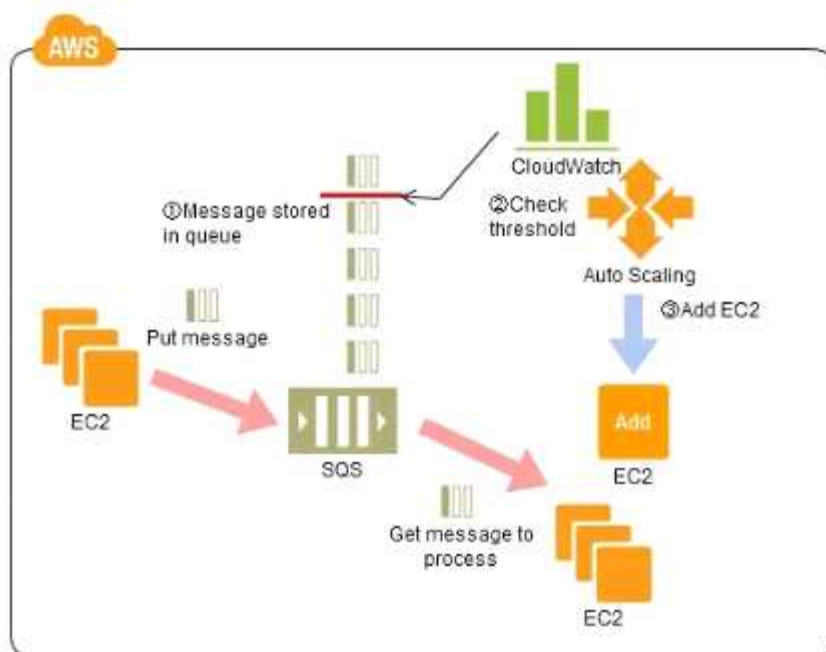 AWS
CloudWatch
①Message stored
in queue
②Check
threshold
Auto Scaling
③Add EC2
Put message
EC2
Add
EC2
SQS
Get message to
process
EC2